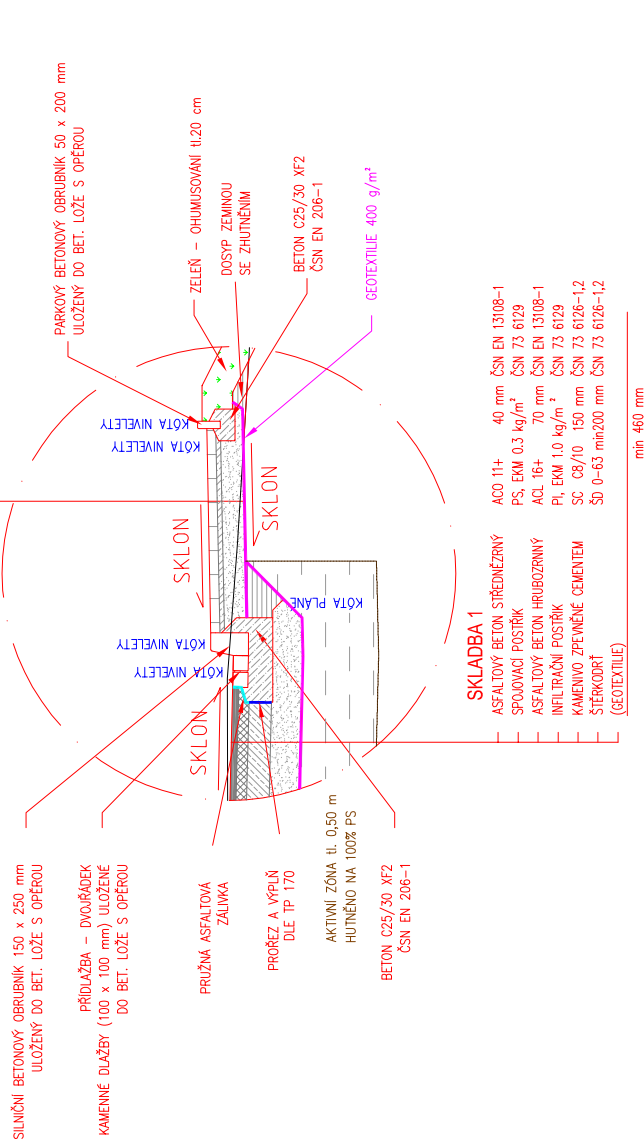 PARKOVÝ BETONOVÝ OBRUBNÍK 50 x 200 mm
ULOŽENÝ DO BET. LOŽE S OPĚROU
ZELEŇ - OHUMUSOVÁNÍ tl.20 cm
DOSYP ZEMINOU
SE ZHUTNĚNÍM
BETON C25/30 XF2
ČSN EN 206-1
GEOTEXTILIE 400 g/m²
KÓTA NIVELETY
KÓTA NIVELETY
SKLON
SKLON
KÓTA PLÁNĚ
KÓTA NIVELETY
KÓTA NIVELETY
SKLON
SILNIČNÍ BETONOVÝ OBRUBNÍK 150 x 250 mm
ULOŽENÝ DO BET. LOŽE S OPĚROU
PŘÍDLAŽBA - DVOJŘÁDEK
KAMENNÉ DLAŽBY (100 x 100 mm) ULOŽENÉ
DO BET. LOŽE S OPĚROU
PRUŽNÁ ASFALTOVÁ
ZÁLIVKA
PROŘEZ A VÝPLŇ
DLE TP 170
AKTIVNÍ ZÓNA tl. 0,50 m
HUTNĚNO NA 100% PS
BETON C25/30 XF2
ČSN EN 206-1
SKLADBA 1
ASFALTOVÝ BETON STŘEDNĚZRNÝ ACO 11+ 40 mm ČSN EN 13108-1
SPOJOVACÍ POSTŘIK PS, EKM 0.3 kg/m² ČSN 73 6129
ASFALTOVÝ BETON HRUBOZRNNÝ ACL 16+ 70 mm ČSN EN 13108-1
INFILTRAČNÍ POSTŘIK PI, EKM 1.0 kg/m² ČSN 73 6129
KAMENIVO ZPEVNĚNÉ CEMENTEM SC C8/10 150 mm ČSN 73 6126-1,2
ŠTĚRKODRŤ ŠD 0-63 min200 mm ČSN 73 6126-1,2
(GEOTEXTILIE)
min 460 mm